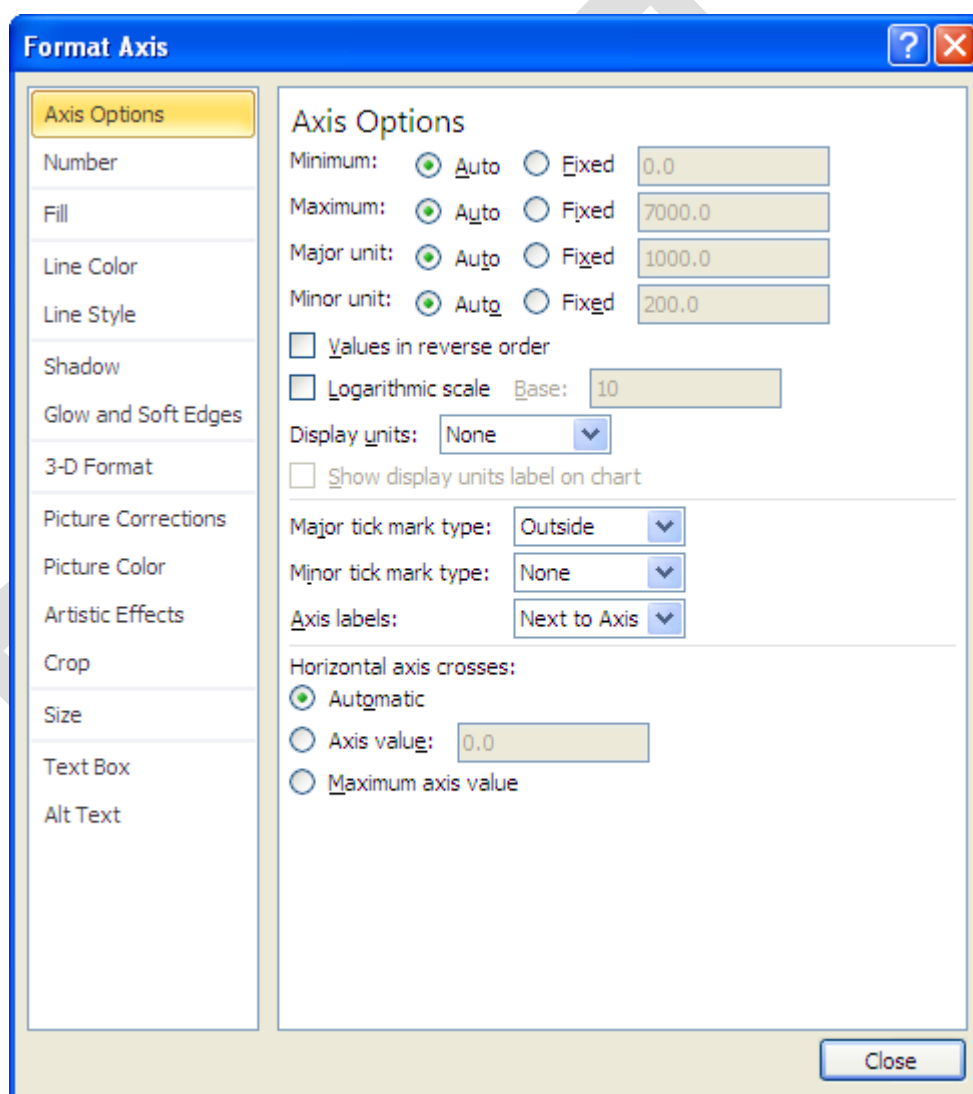 Format Axis
?
Axis Options
Number
Fill
Line Color
Line Style
Shadow
Glow and Soft Edges
3-D Format
Picture Corrections
Picture Color
Artistic Effects
Crop
Size
Text Box
Alt Text
Axis Options
Minimum: Auto Fixed 0.0
Maximum: Auto Fixed 7000.0
Major unit: Auto Fixed 1000.0
Minor unit: Auto Fixed 200.0
Values in reverse order
Logarithmic scale Base: 10
Display units: None
Show display units label on chart
Major tick mark type: Outside
Minor tick mark type: None
Axis labels: Next to Axis
Horizontal axis crosses:
Automatic
Axis value: 0.0
Maximum axis value
Close